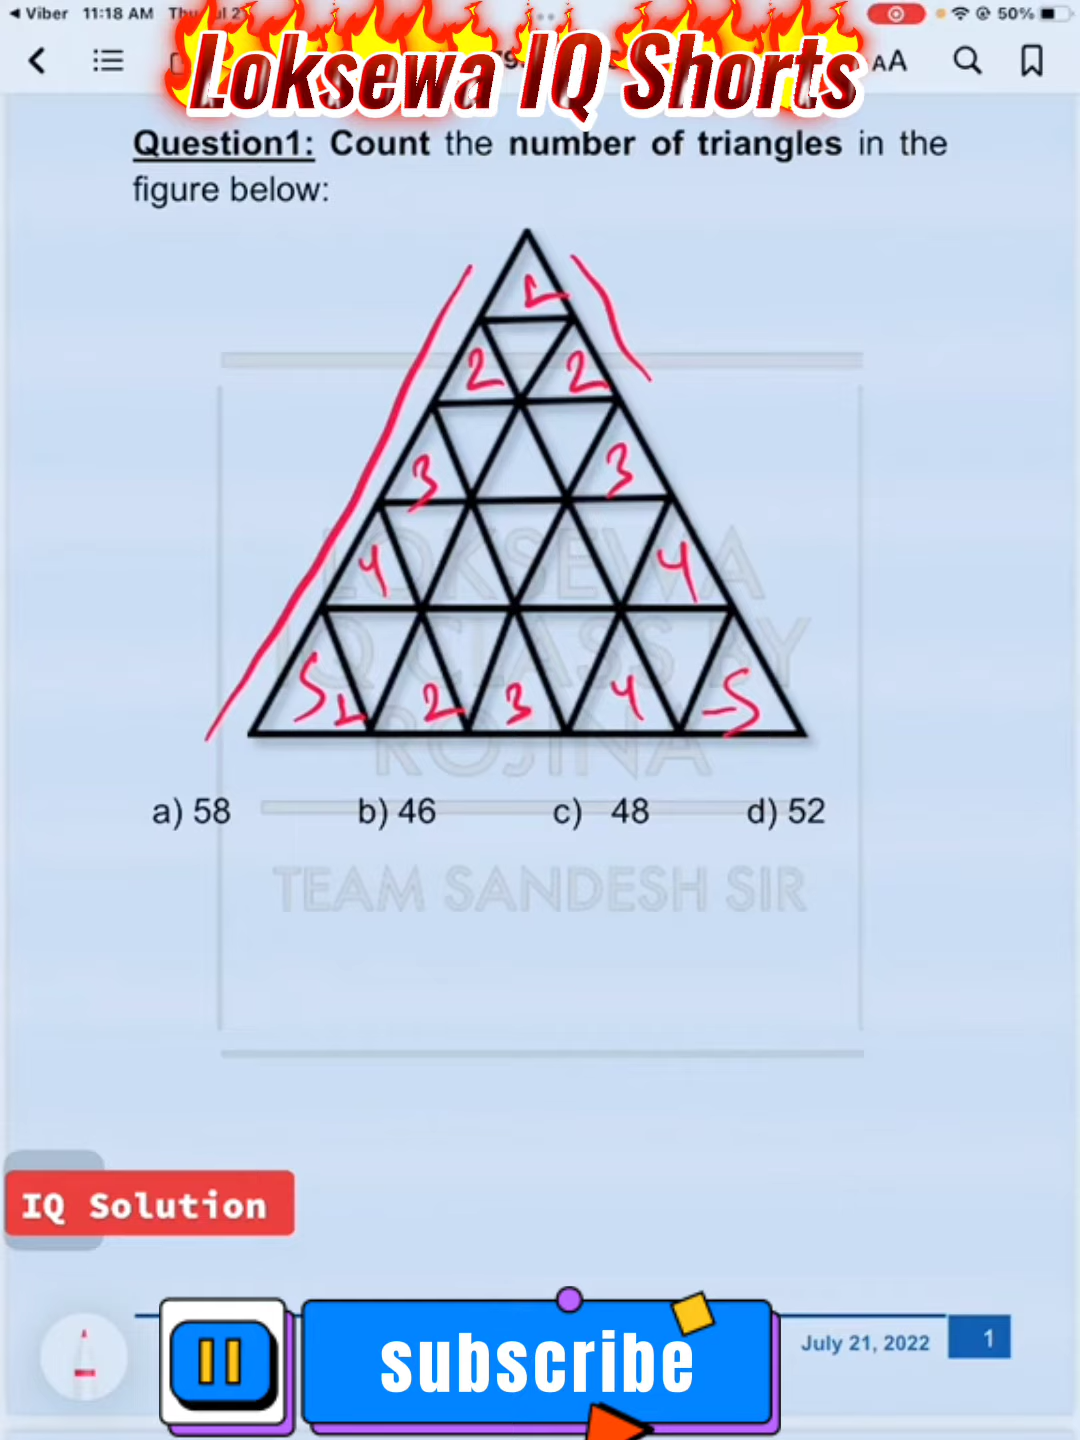 Viber 11:18 AM
50%
Loksewa IQ Shorts
AA
Question1: Count the number of triangles in the
figure below:
1
2 2
3 3
4 4
5 1 2 3 4 5
LOKSEWA
IQ CLASS BY
ROJINA
a) 58 b) 46 c) 48 d) 52
TEAM SANDESH SIR
IQ Solution
subscribe
July 21, 2022 1